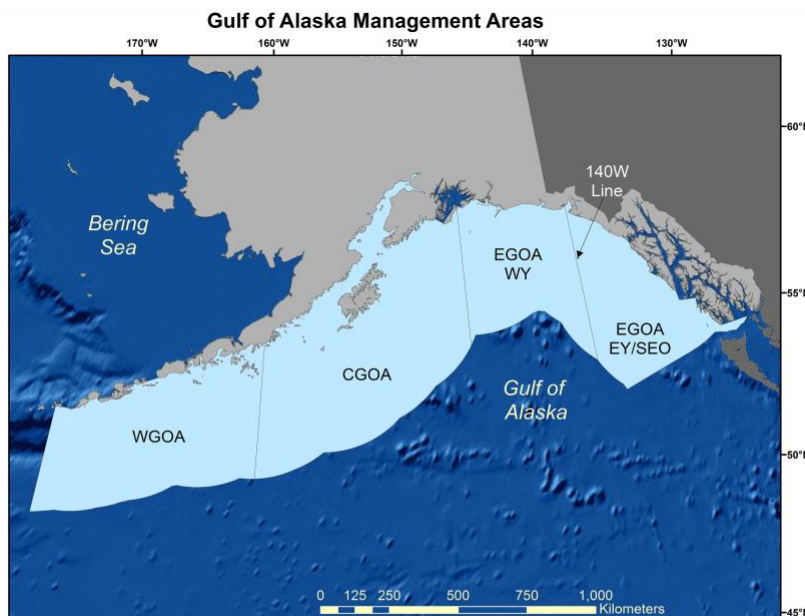 Gulf of Alaska Management Areas
170°W 160°W 150°W 140°W 130°W
60°N
140W
Line
Bering
Sea
EGOA
WY
55°N
EGOA
EY/SEO
CGOA
Gulf of
Alaska
WGOA
50°N
0 125 250 500 750 1,000
Kilometers
45°N